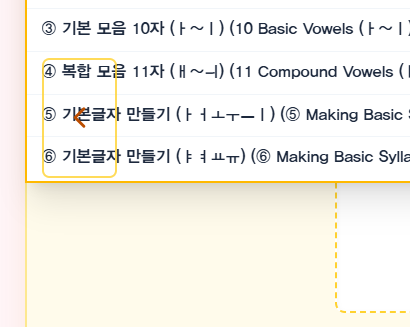 ③ 기본 모음 10자 (ㅏ～ㅣ) (10 Basic Vowels (ㅏ～ㅣ)
④ 복합 모음 11자 (ㅐ～ㅢ) (11 Compound Vowels (
⑤ 기본글자 만들기 (ㅏㅓㅗㅜㅡㅣ) (⑤ Making Basic
⑥ 기본글자 만들기 (ㅑㅕㅛㅠ) (⑥ Making Basic Sylla